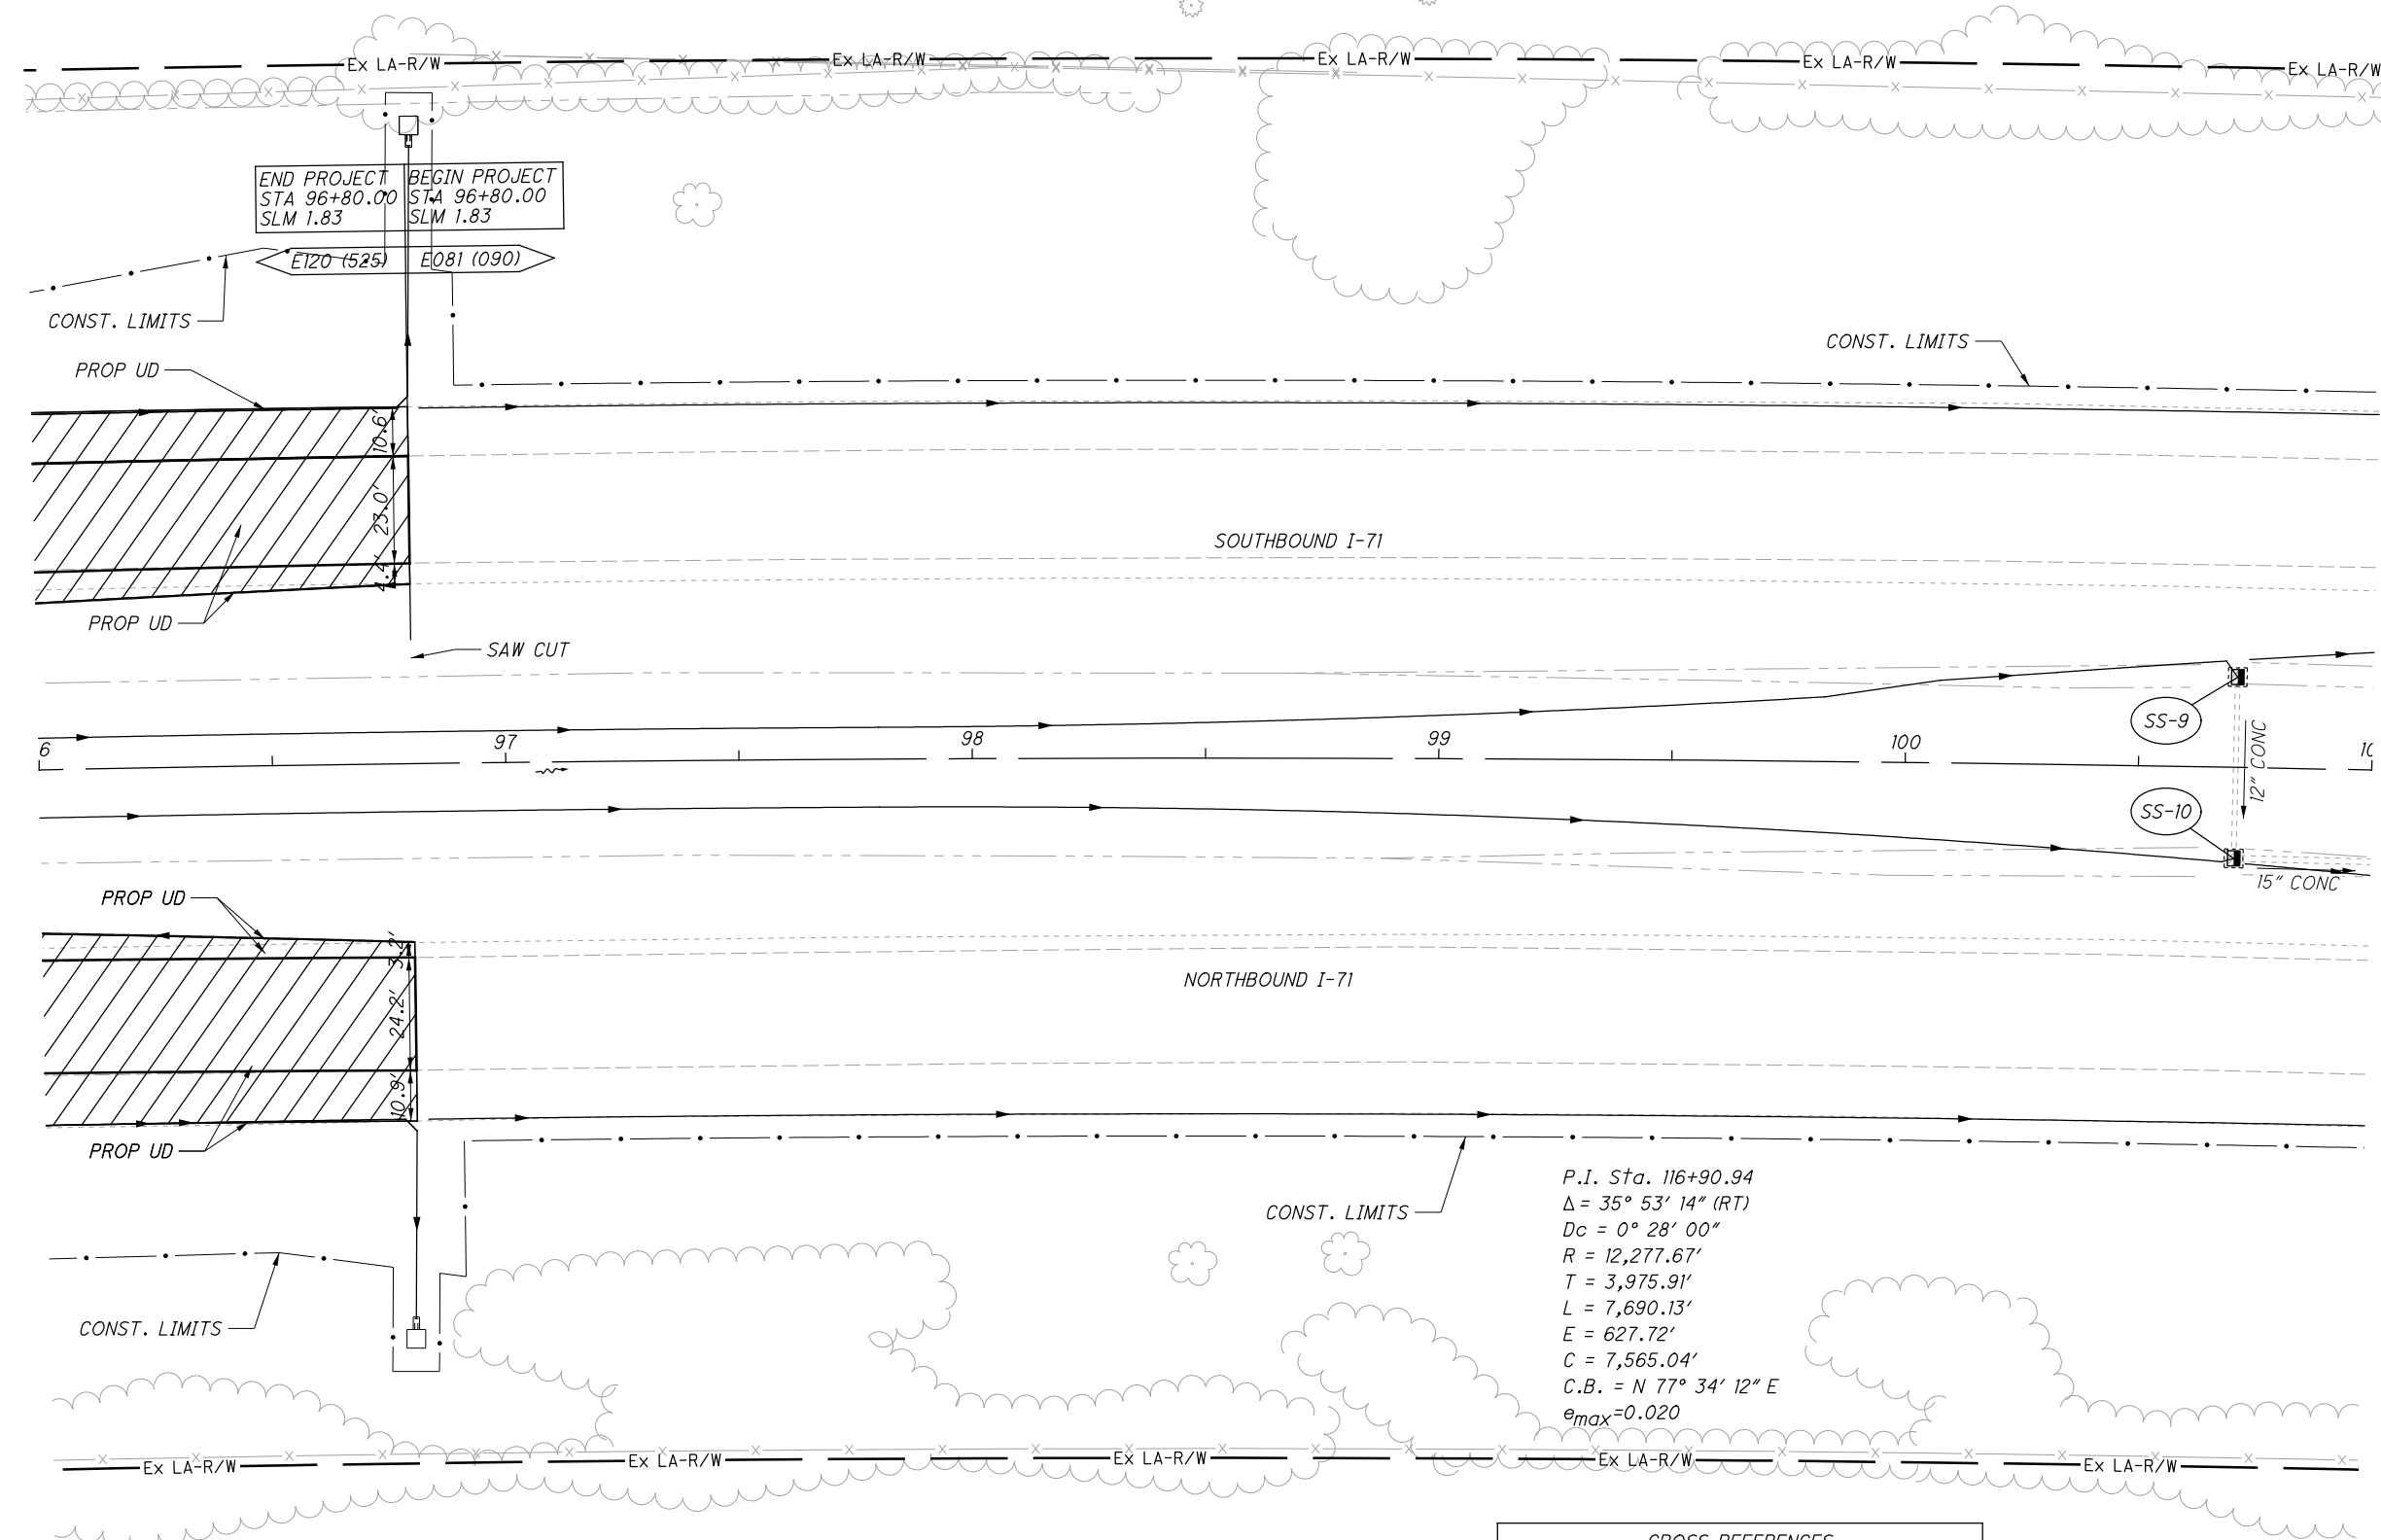 Ex LA-R/W
Ex LA-R/W
Ex LA-R/W
Ex LA-R/W
Ex LA-R/W
END PROJECT
STA 96+80.00
SLM 1.83
BEGIN PROJECT
STA 96+80.00
SLM 1.83
E120 (525)
E081 (090)
CONST. LIMITS
CONST. LIMITS
PROP UD
10.6'
23.0'
4.4'
SOUTHBOUND I-71
PROP UD
SAW CUT
SS-9
12" CONC
6
97
98
99
100
10
SS-10
15" CONC
PROP UD
3.2'
24.2'
10.9'
NORTHBOUND I-71
PROP UD
CONST. LIMITS
CONST. LIMITS
P.I. Sta. 116+90.94
Δ = 35° 53' 14" (RT)
Dc = 0° 28' 00"
R = 12,277.67'
T = 3,975.91'
L = 7,690.13'
E = 627.72'
C = 7,565.04'
C.B. = N 77° 34' 12" E
emax=0.020
Ex LA-R/W
Ex LA-R/W
Ex LA-R/W
Ex LA-R/W
Ex LA-R/W
CROSS REFERENCES